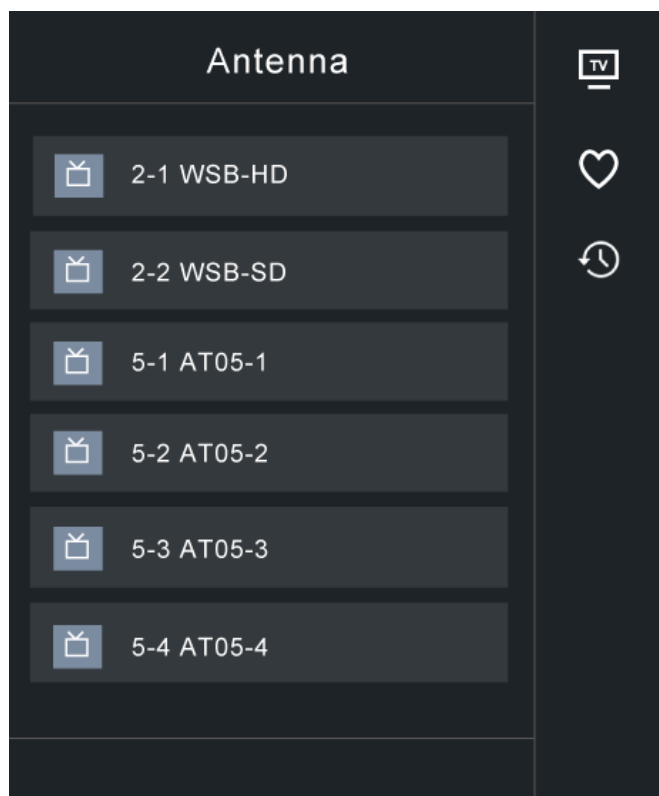 Antenna
TV
2-1 WSB-HD
2-2 WSB-SD
5-1 AT05-1
5-2 AT05-2
5-3 AT05-3
5-4 AT05-4